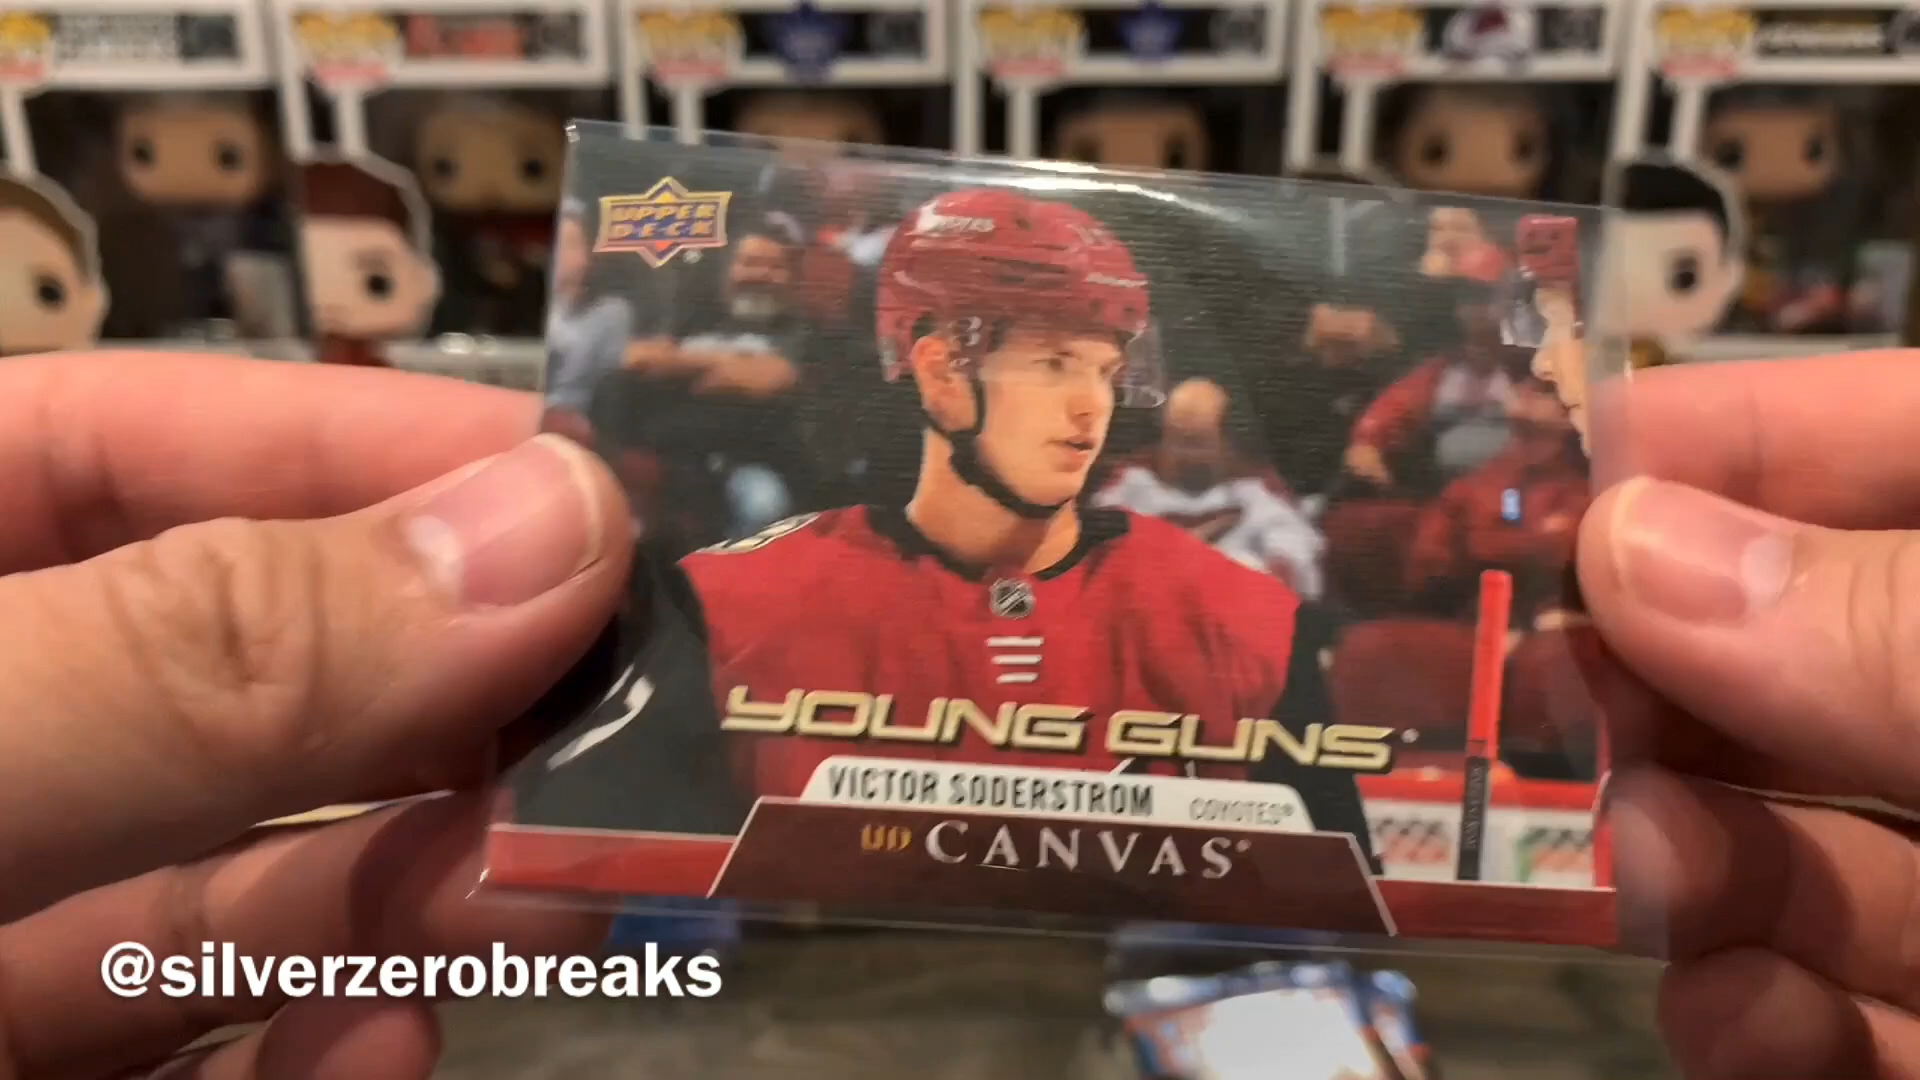 UPPER
DECK
YOUNG GUNS
VICTOR SODERSTROM COYOTES®
UD CANVAS
@silverzerobreaks